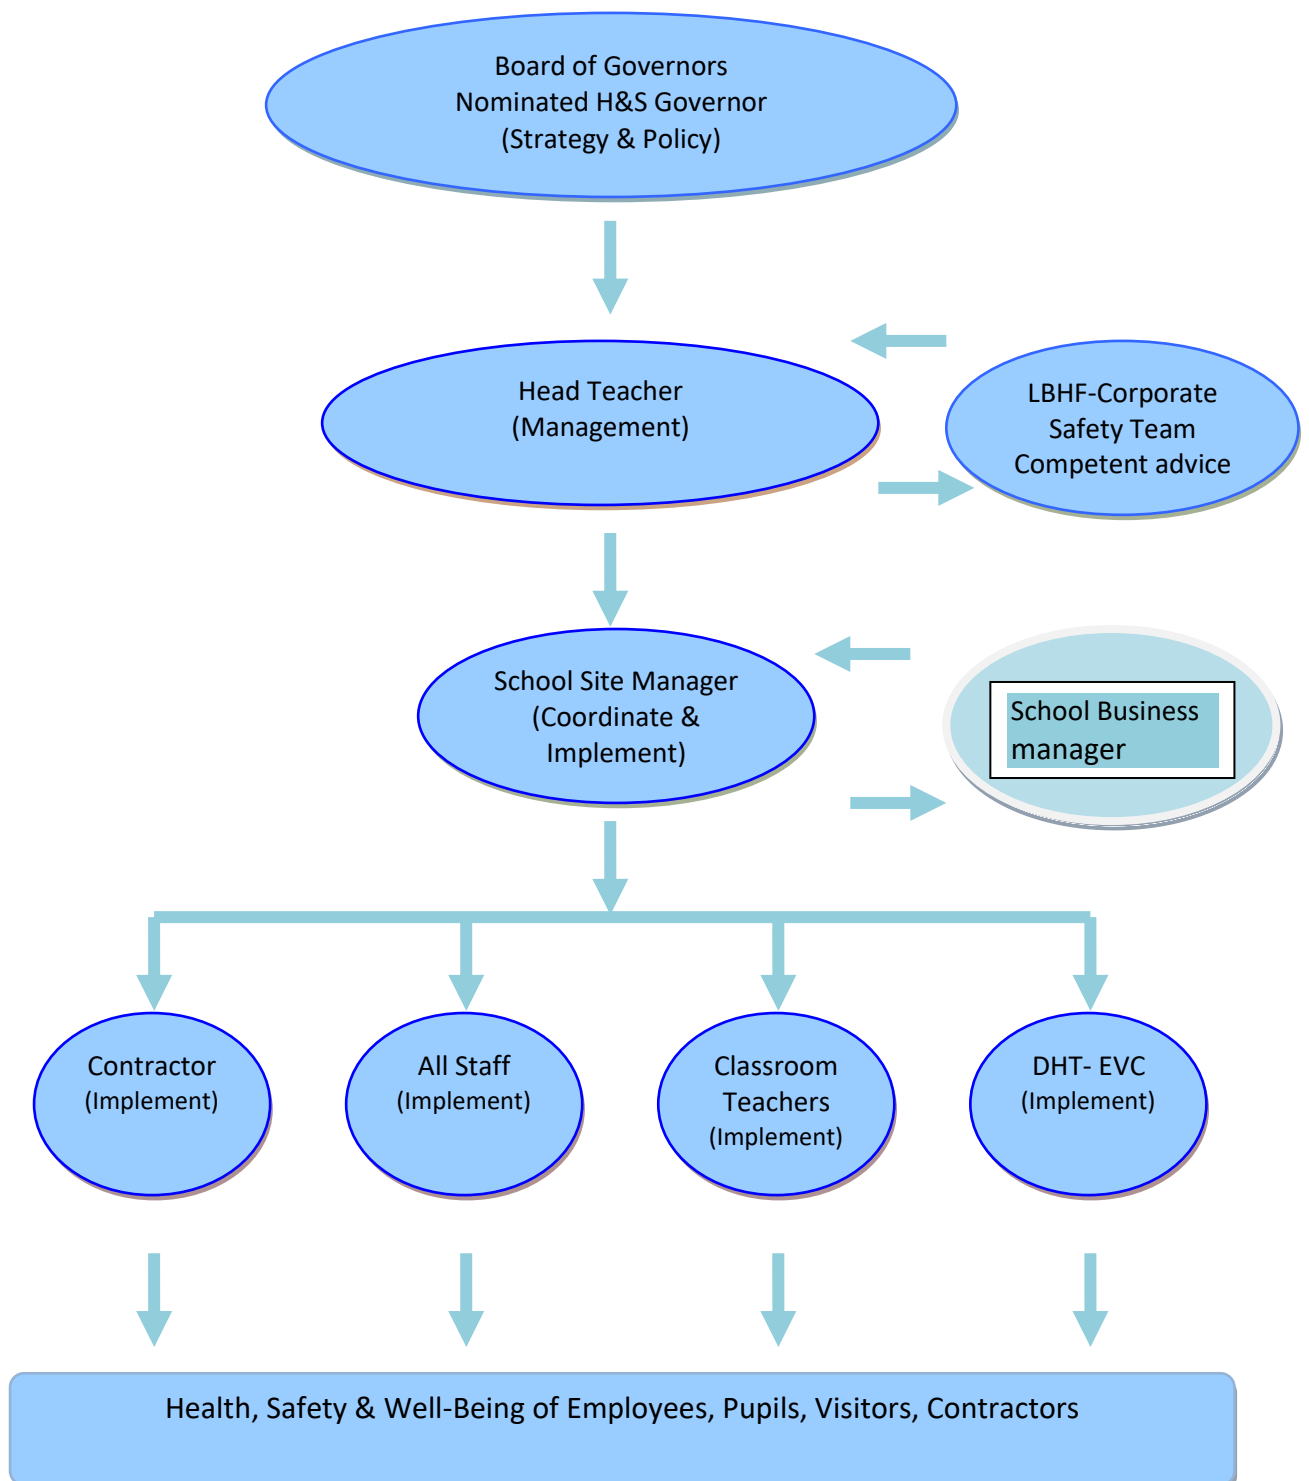 Board of Governors
Nominated H&S Governor
(Strategy & Policy)
Head Teacher
(Management)
LBHF-Corporate
Safety Team
Competent advice
School Site Manager
(Coordinate &
Implement)
School Business
manager
Contractor
(Implement)
All Staff
(Implement)
Classroom
Teachers
(Implement)
DHT- EVC
(Implement)
Health, Safety & Well-Being of Employees, Pupils, Visitors, Contractors